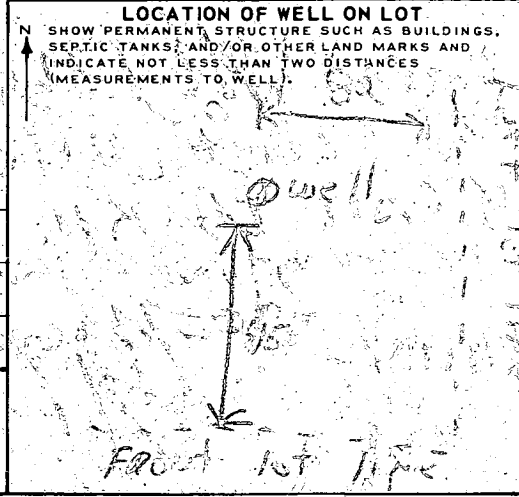 LOCATION OF WELL ON LOT
N SHOW PERMANENT STRUCTURE SUCH AS BUILDINGS,
SEPTIC TANKS, AND/OR OTHER LAND MARKS AND
INDICATE NOT LESS THAN TWO DISTANCES
(MEASUREMENTS TO WELL).
well
Front lot line